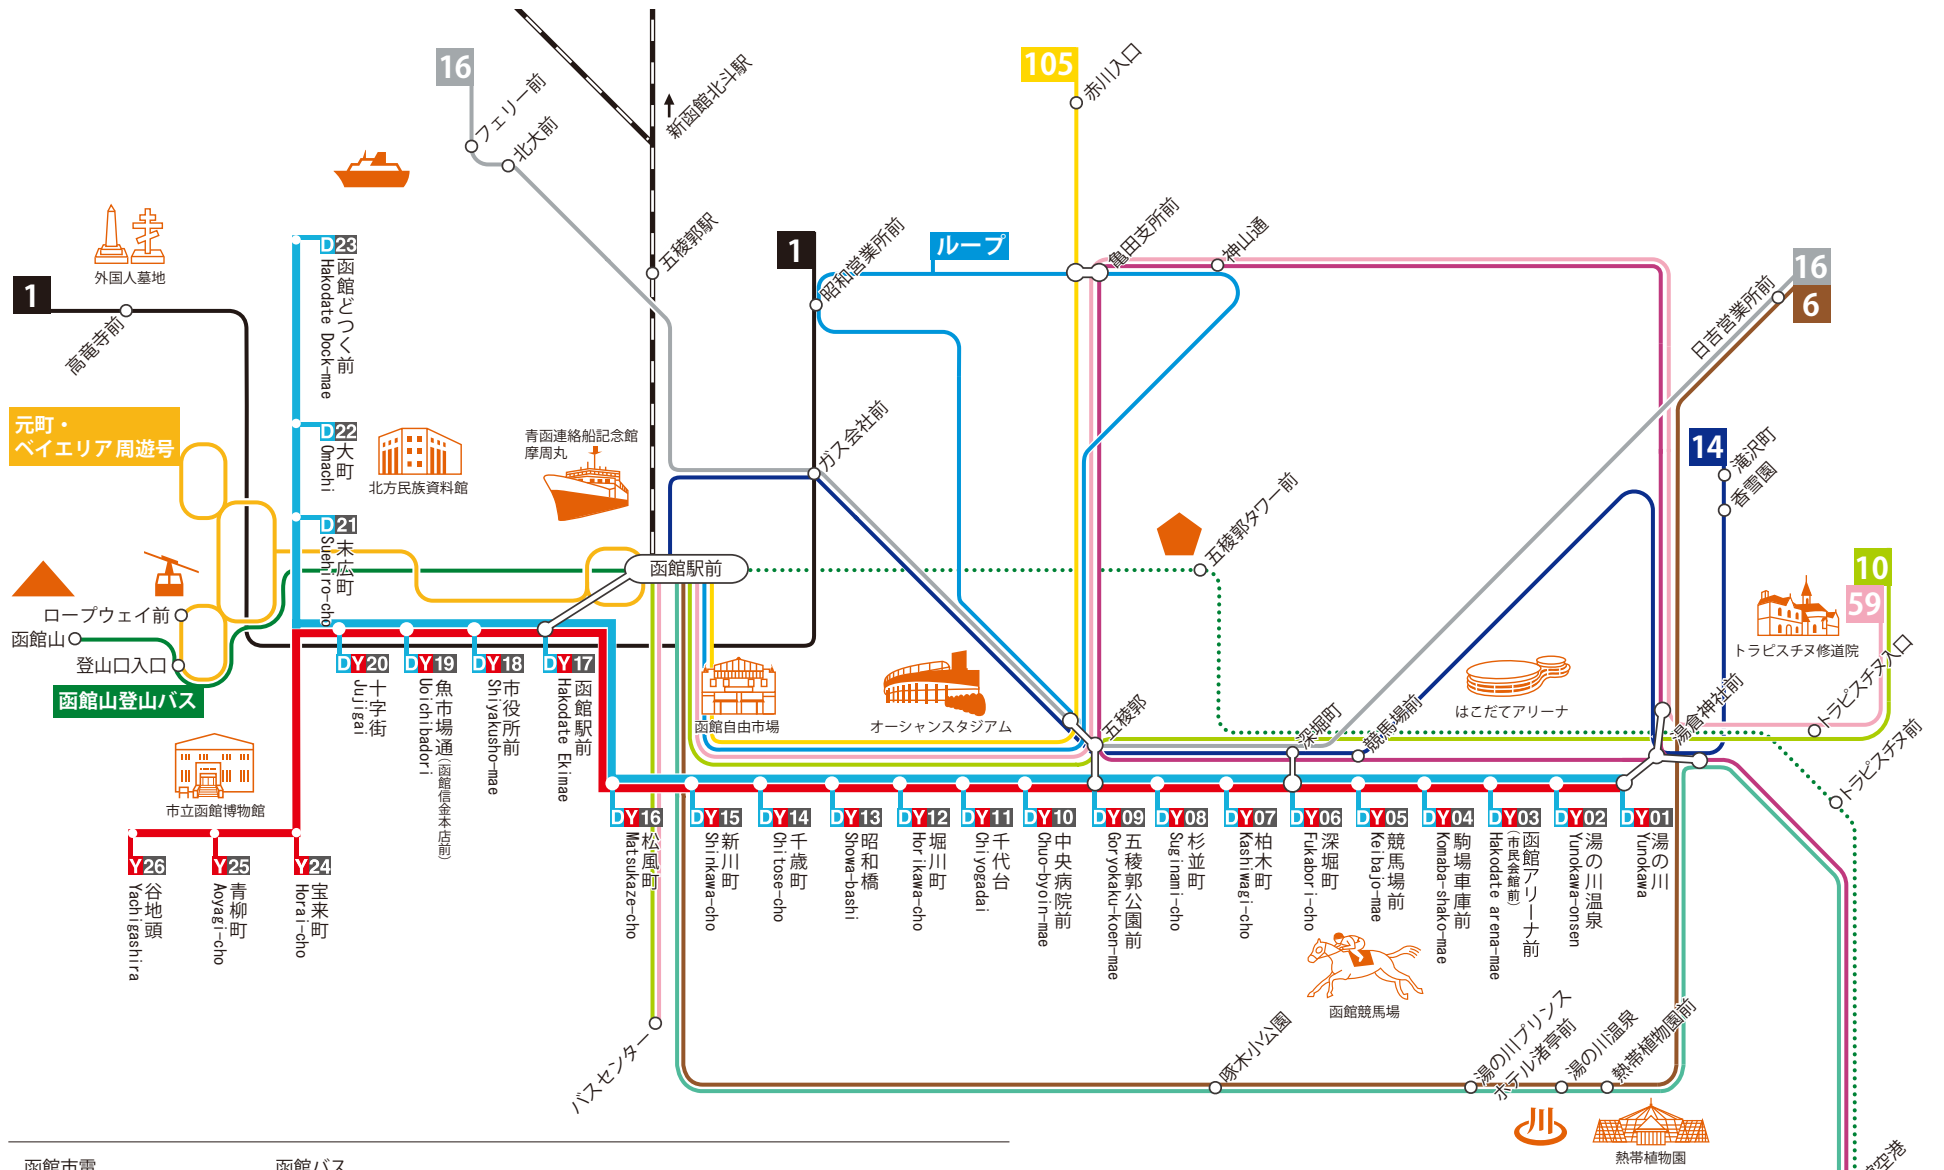 16
フェリー前
北大前
新函館北斗駅
五稜郭駅
105
赤川入口
外国人墓地
1
高竜寺前
D23
函館どつく前
Hakodate Dock-mae
1
昭和営業所前
ループ
亀田支所前
神山通
16
6
日吉営業所前
元町・
ベイエリア周遊号
D22
大町
Omachi
北方民族資料館
青函連絡船記念館
摩周丸
ガス会社前
14
滝沢町
香雪園
D21
末広町
Suehiro-cho
函館駅前
五稜郭タワー前
10
59
トラピスチヌ修道院
トラピスチヌ入口
トラピスチヌ前
ロープウェイ前
函館山
登山口入口
函館山登山バス
DY20
十字街
Jujigai
DY19
魚市場通(函館信金本店前)
Uoichibadori
DY18
市役所前
Shiyakusho-mae
DY17
函館駅前
Hakodate Ekimae
函館自由市場
オーシャンスタジアム
五稜郭
深堀町
競馬場前
はこだてアリーナ
湯倉神社前
市立函館博物館
Y26
谷地頭
Yachigashira
Y25
青柳町
Aoyagi-cho
Y24
宝来町
Horai-cho
DY16
松風町
Matsukaze-cho
DY15
新川町
Shinkawa-cho
DY14
千歳町
Chitose-cho
DY13
昭和橋
Showa-bashi
DY12
堀川町
Horikawa-cho
DY11
千代台
Chiyogadai
DY10
中央病院前
Chuo-byoin-mae
DY09
五稜郭公園前
Goryokaku-koen-mae
DY08
杉並町
Suginami-cho
DY07
柏木町
Kashiwagi-cho
DY06
深堀町
Fukabori-cho
DY05
競馬場前
Keibajo-mae
DY04
駒場車庫前
Komaba-shako-mae
DY03
函館アリーナ前
(市民会館前)
Hakodate arena-mae
DY02
湯の川温泉
Yunokawa-onsen
DY01
湯の川
Yunokawa
函館競馬場
バスセンター
啄木小公園
湯の川プリンス
ホテル渚亭前
湯の川温泉
熱帯植物園前
熱帯植物園
函館市電
函館バス
空港